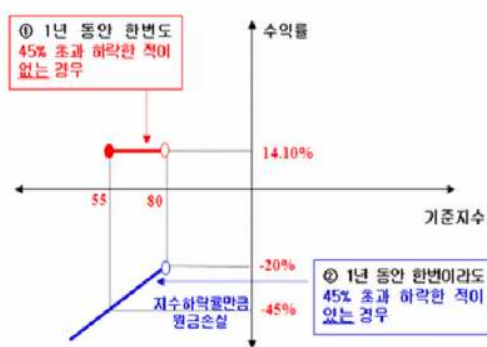 ① 1년 동안 한번도
45% 초과 하락한 적이
없는 경우
수익률
14.10%
55
80
기준지수
-20%
② 1년 동안 한번이라도
45% 초과 하락한 적이
있는 경우
지수하락률만큼
원금손실
-45%